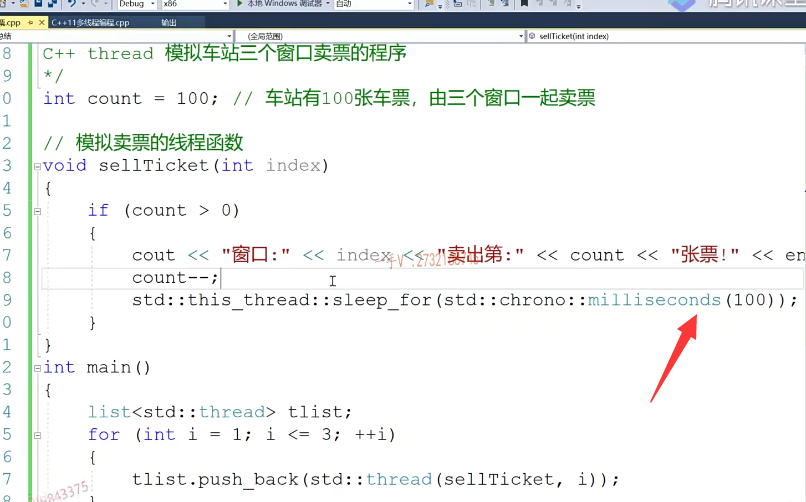 Debug x86 本地 Windows 调试器 自动
.cpp C++11多线程编程.cpp 输出
(全局范围) sellTicket(int index)
8 C++ thread 模拟车站三个窗口卖票的程序
9 */
0 int count = 100; // 车站有100张车票，由三个窗口一起卖票
1
2 // 模拟卖票的线程函数
3 void sellTicket(int index)
4 {
5 if (count > 0)
6 {
7 cout << "窗口:" << index << "卖出第:" << count << "张票!" << en
8 count--;
9 std::this_thread::sleep_for(std::chrono::milliseconds(100));
0 }
1 }
2 int main()
3 {
4 list<std::thread> tlist;
5 for (int i = 1; i <= 3; ++i)
6 {
7 tlist.push_back(std::thread(sellTicket, i));
8 }